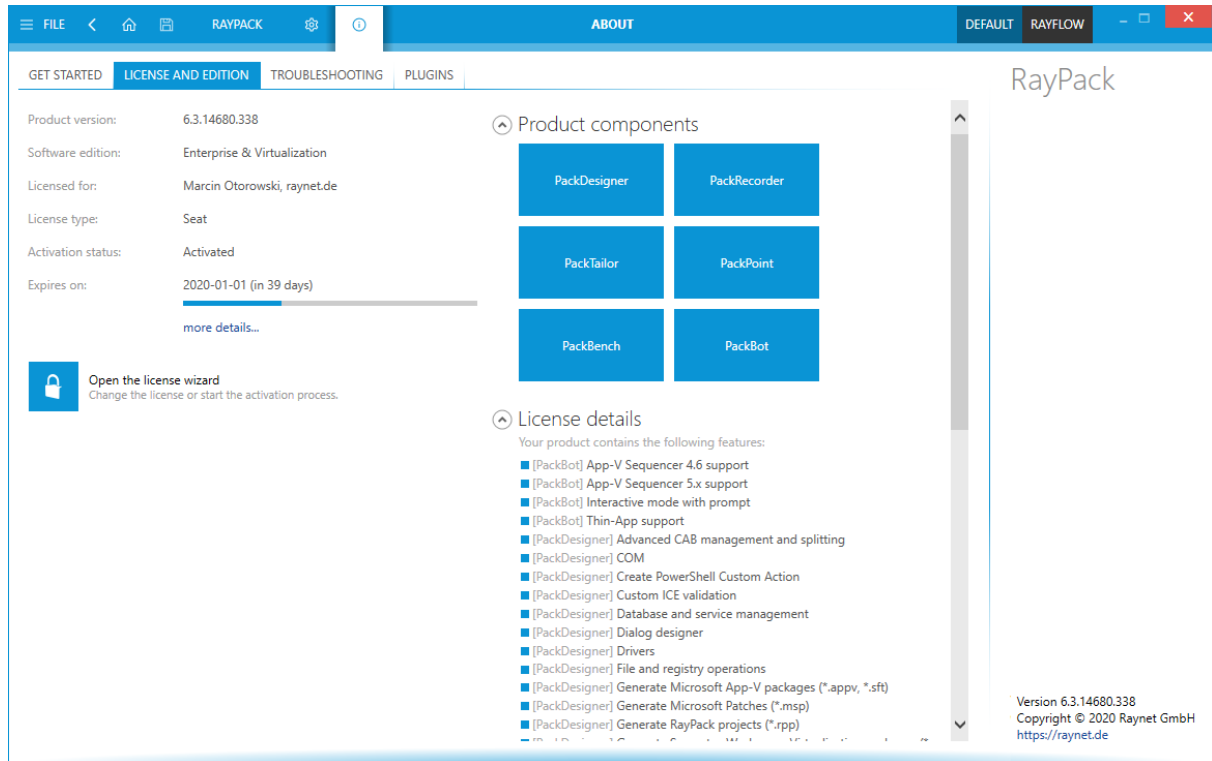 FILE
RAYPACK
ABOUT
DEFAULT
RAYFLOW
GET STARTED
LICENSE AND EDITION
TROUBLESHOOTING
PLUGINS
RayPack
Product version: 6.3.14680.338
Software edition: Enterprise & Virtualization
Licensed for: Marcin Otorowski, raynet.de
License type: Seat
Activation status: Activated
Expires on: 2020-01-01 (in 39 days)
more details...
Open the license wizard
Change the license or start the activation process.
Product components
PackDesigner
PackRecorder
PackTailor
PackPoint
PackBench
PackBot
License details
Your product contains the following features:
[PackBot] App-V Sequencer 4.6 support
[PackBot] App-V Sequencer 5.x support
[PackBot] Interactive mode with prompt
[PackBot] Thin-App support
[PackDesigner] Advanced CAB management and splitting
[PackDesigner] COM
[PackDesigner] Create PowerShell Custom Action
[PackDesigner] Custom ICE validation
[PackDesigner] Database and service management
[PackDesigner] Dialog designer
[PackDesigner] Drivers
[PackDesigner] File and registry operations
[PackDesigner] Generate Microsoft App-V packages (*.appv, *.sft)
[PackDesigner] Generate Microsoft Patches (*.msp)
[PackDesigner] Generate RayPack projects (*.rpp)
Version 6.3.14680.338
Copyright © 2020 Raynet GmbH
https://raynet.de